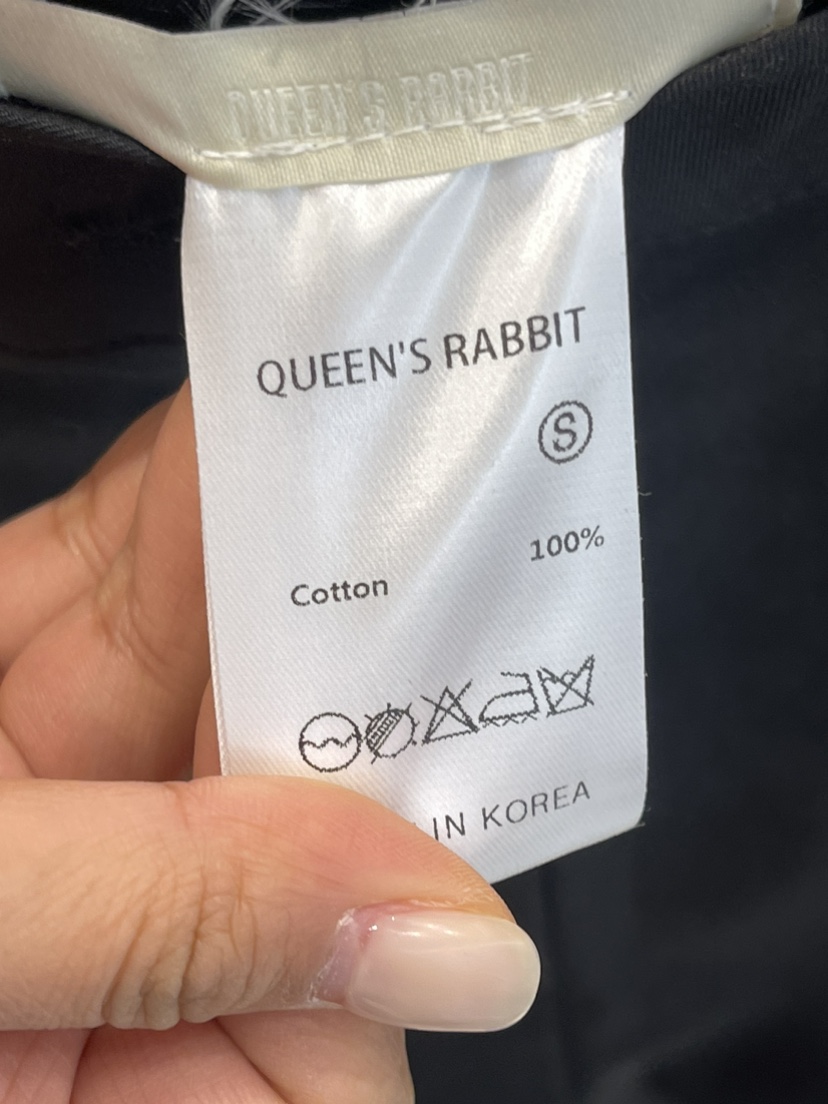 QUEEN'S RABBIT
QUEEN'S RABBIT
S
Cotton 100%
IN KOREA